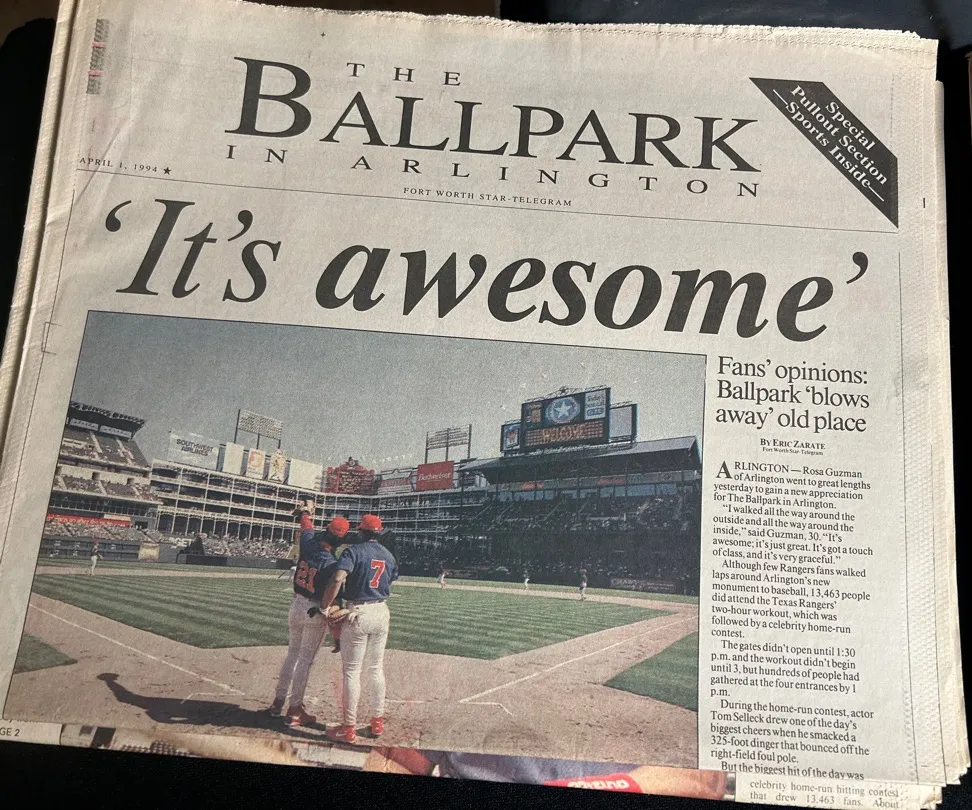 THE
BALLPARK
IN ARLINGTON
Special
Pullout Section
—Sports Inside—
APRIL 1, 1994 ★
FORT WORTH STAR-TELEGRAM
‘It’s awesome’
SOUTHWEST
AIRLINES
Budweiser
WELCOME
7
Fans’ opinions:
Ballpark ‘blows
away’ old place
BY ERIC ZARATE
Fort Worth Star-Telegram
ARLINGTON — Rosa Guzman
of Arlington went to great lengths
yesterday to gain a new appreciation
for The Ballpark in Arlington.
“I walked all the way around the
outside and all the way around the
inside,” said Guzman, 30. “It’s
awesome; it’s just great. It’s got a touch
of class, and it’s very graceful.”
Although few Rangers fans walked
laps around Arlington’s new
monument to baseball, 13,463 people
did attend the Texas Rangers’
two-hour workout, which was
followed by a celebrity home-run
contest.
The gates didn’t open until 1:30
p.m. and the workout didn’t begin
until 3, but hundreds of people had
gathered at the four entrances by 1
p.m.
During the home-run contest, actor
Tom Selleck drew one of the day’s
biggest cheers when he smacked a
325-foot dinger that bounced off the
right-field foul pole.
But the biggest hit of the day was
GE 2
celebrity home-run hitting contest
that drew 13,463 fans. About